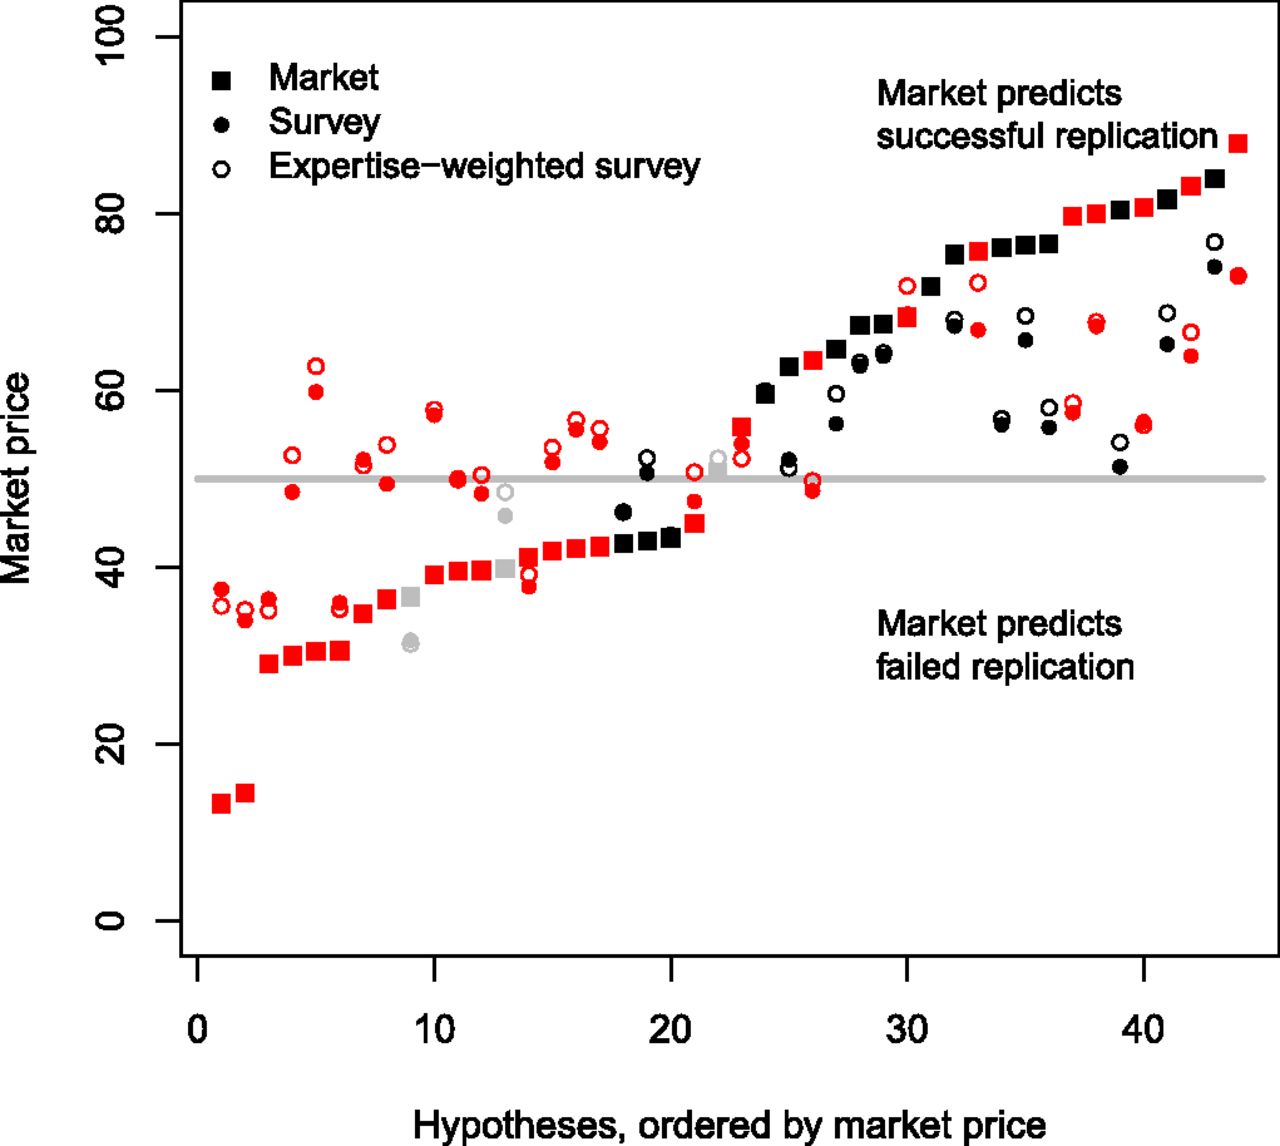 Market
Survey
Expertise−weighted survey
Market predicts
successful replication
Market predicts
failed replication
Market price
100
80
60
40
20
0
0 10 20 30 40
Hypotheses, ordered by market price